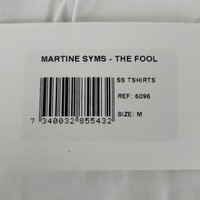 MARTINE SYMS - THE FOOL
SS TSHIRTS
REF: 6096
SIZE: M
7 340032 855432